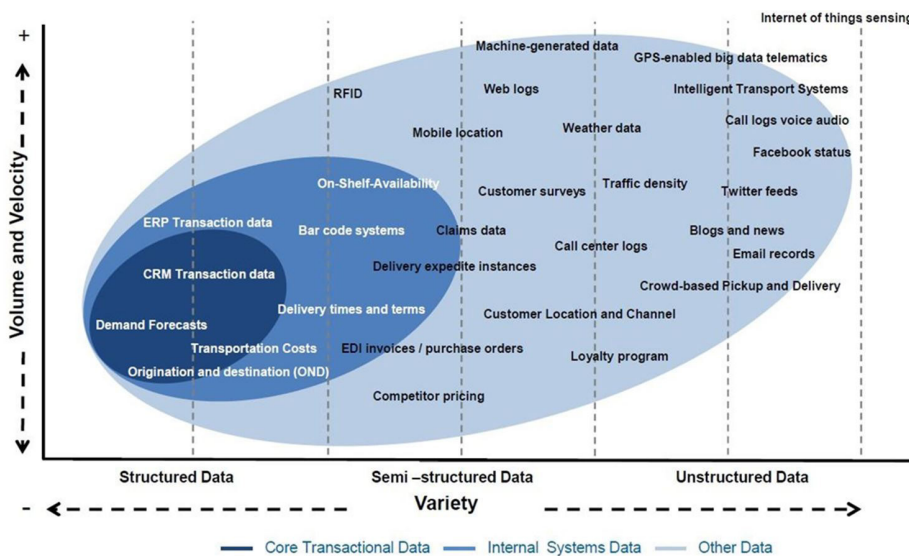 Internet of things sensing
+
Machine-generated data
GPS-enabled big data telematics
RFID
Web logs
Intelligent Transport Systems
Mobile location
Weather data
Call logs voice audio
Facebook status
On-Shelf-Availability
Customer surveys
Traffic density
Twitter feeds
ERP Transaction data
Bar code systems
Claims data
Call center logs
Blogs and news
Email records
CRM Transaction data
Delivery expedite instances
Crowd-based Pickup and Delivery
Demand Forecasts
Delivery times and terms
Customer Location and Channel
Transportation Costs
EDI invoices / purchase orders
Loyalty program
Origination and destination (OND)
Competitor pricing
Volume and Velocity
Structured Data
Semi –structured Data
Unstructured Data
-
Variety
+
Core Transactional Data
Internal Systems Data
Other Data